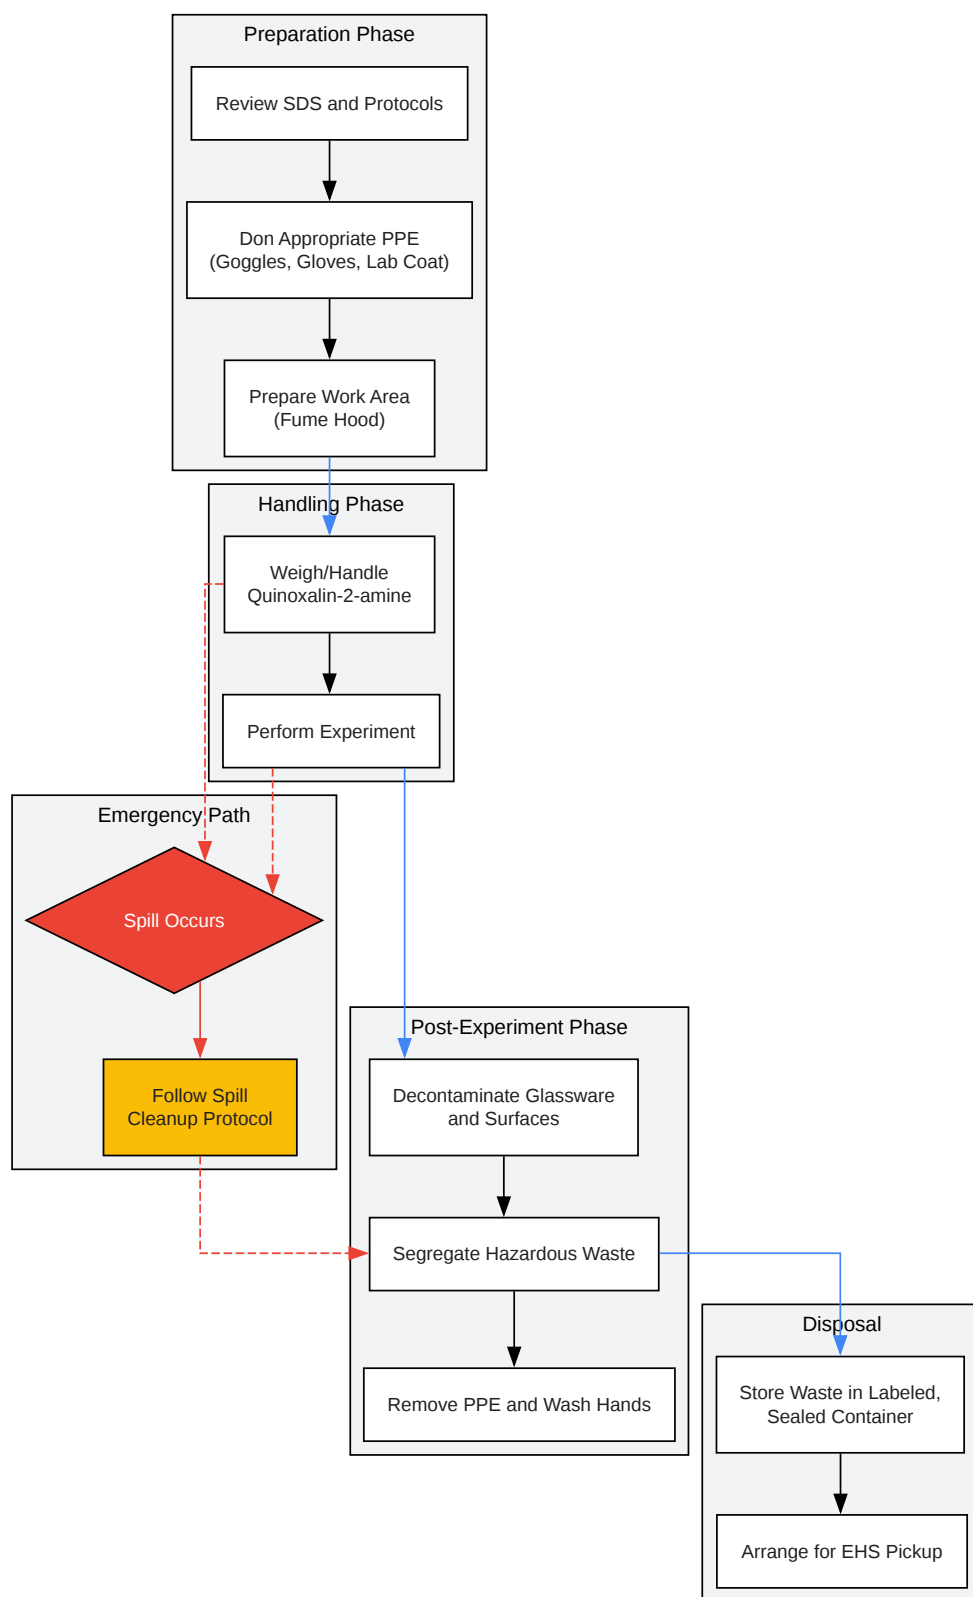 Preparation Phase
Review SDS and Protocols
Don Appropriate PPE
(Goggles, Gloves, Lab Coat)
Prepare Work Area
(Fume Hood)
Handling Phase
Weigh/Handle
Quinoxalin-2-amine
Perform Experiment
Emergency Path
Spill Occurs
Follow Spill
Cleanup Protocol
Post-Experiment Phase
Decontaminate Glassware
and Surfaces
Segregate Hazardous Waste
Remove PPE and Wash Hands
Disposal
Store Waste in Labeled,
Sealed Container
Arrange for EHS Pickup